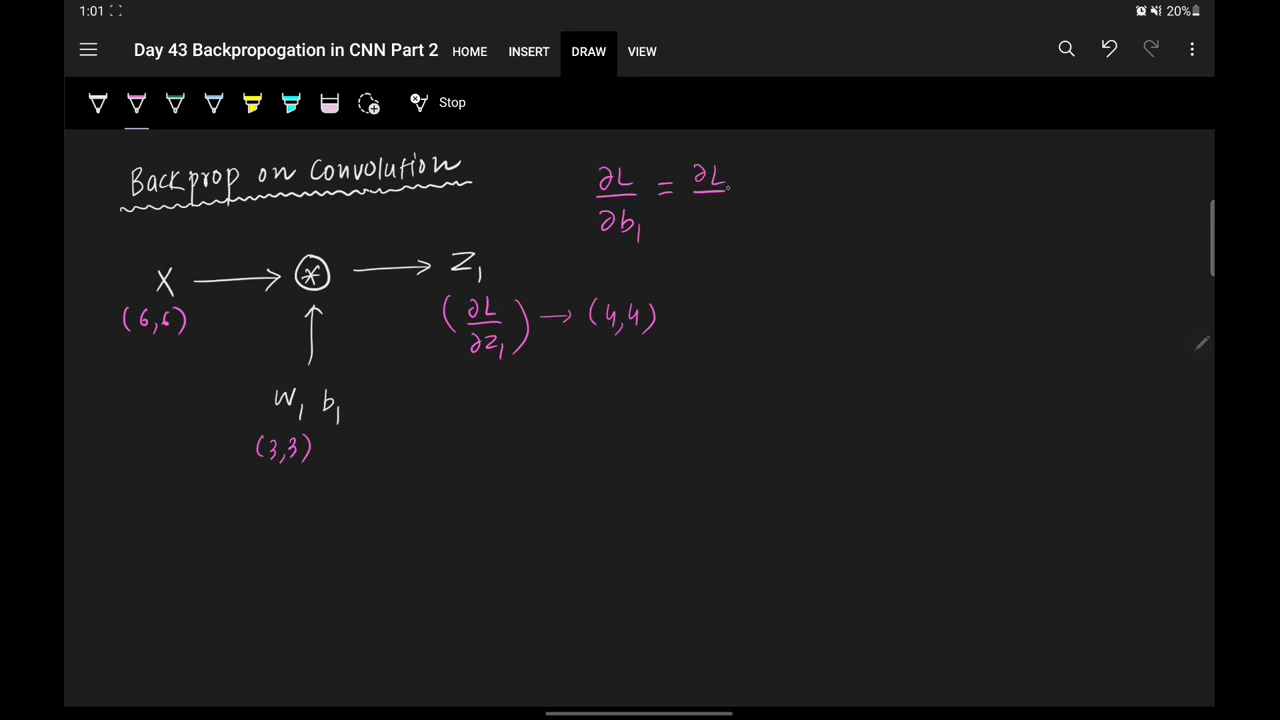 1:01
20%
Day 43 Backpropogation in CNN Part 2 HOME INSERT DRAW VIEW
Stop
Backprop on Convolution
∂L/∂b₁ = ∂L
X → ⊛ → Z₁
(6,6)
(∂L/∂Z₁) → (4,4)
W₁ b₁
(3,3)